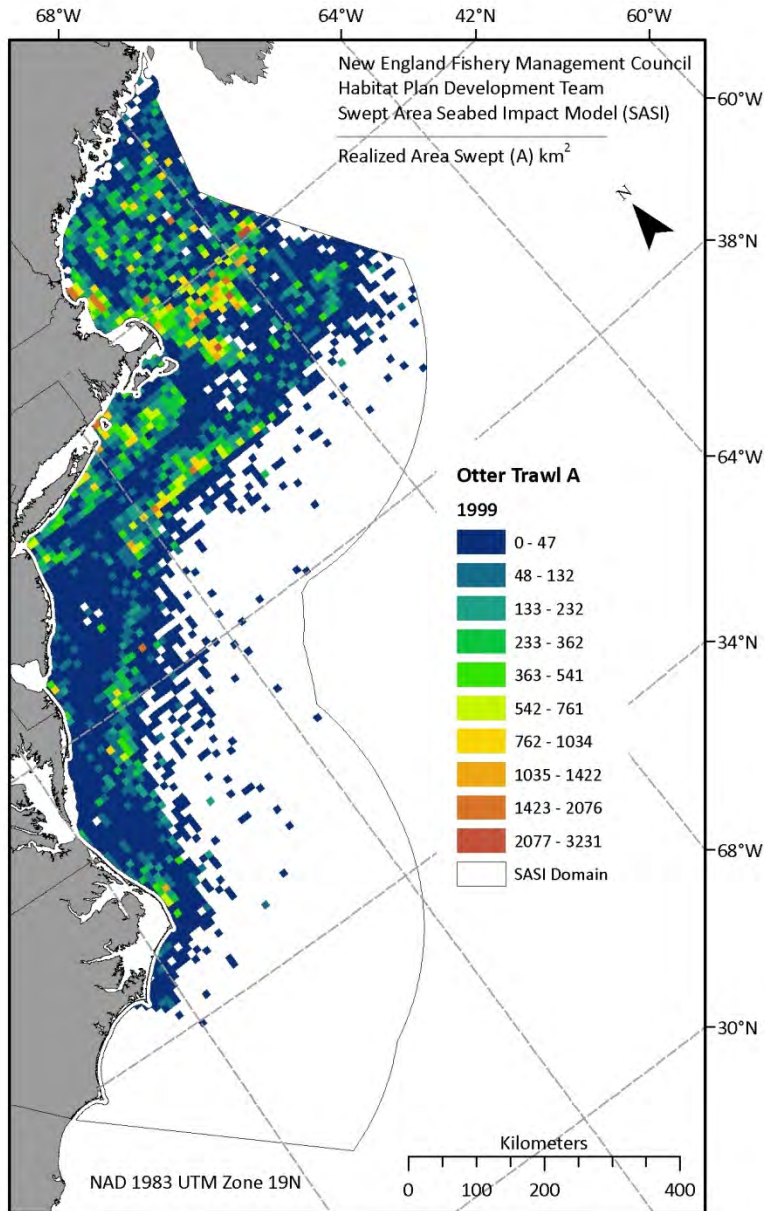 68°W 64°W 42°N 60°W
New England Fishery Management Council
Habitat Plan Development Team
Swept Area Seabed Impact Model (SASI)
Realized Area Swept (A) km²
60°W
N
38°N
64°W
Otter Trawl A
1999
0 - 47
48 - 132
133 - 232
233 - 362
363 - 541
542 - 761
762 - 1034
1035 - 1422
1423 - 2076
2077 - 3231
SASI Domain
34°N
68°W
30°N
Kilometers
0 100 200 400
NAD 1983 UTM Zone 19N